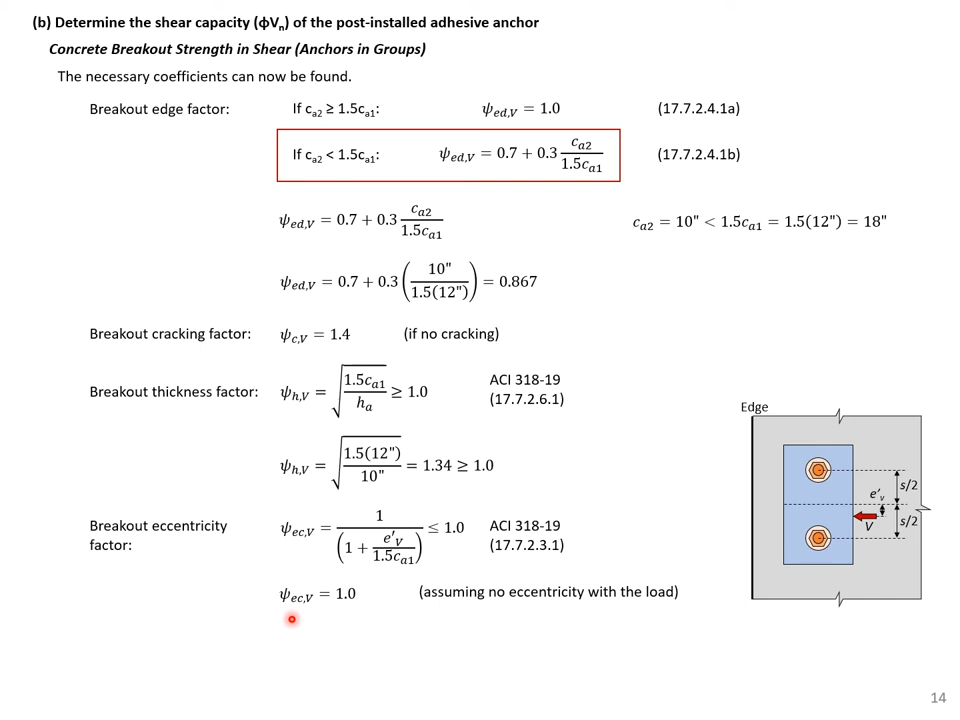 (b) Determine the shear capacity (ϕVn) of the post-installed adhesive anchor
Concrete Breakout Strength in Shear (Anchors in Groups)
The necessary coefficients can now be found.
Breakout edge factor: If ca2 ≥ 1.5ca1: ψed,V = 1.0 (17.7.2.4.1a)
If ca2 < 1.5ca1: ψed,V = 0.7 + 0.3 ca2/1.5ca1 (17.7.2.4.1b)
ψed,V = 0.7 + 0.3 ca2/1.5ca1 ca2 = 10" < 1.5ca1 = 1.5(12") = 18"
ψed,V = 0.7 + 0.3 (10"/1.5(12")) = 0.867
Breakout cracking factor: ψc,V = 1.4 (if no cracking)
Breakout thickness factor: ψh,V = √(1.5ca1/ha) ≥ 1.0 ACI 318-19
(17.7.2.6.1)
ψh,V = √(1.5(12")/10") = 1.34 ≥ 1.0
Breakout eccentricity
factor:
ψec,V = 1/(1 + e'V/1.5ca1) ≤ 1.0 ACI 318-19
(17.7.2.3.1)
ψec,V = 1.0 (assuming no eccentricity with the load)
Edge
s/2
e'v
V
s/2
14